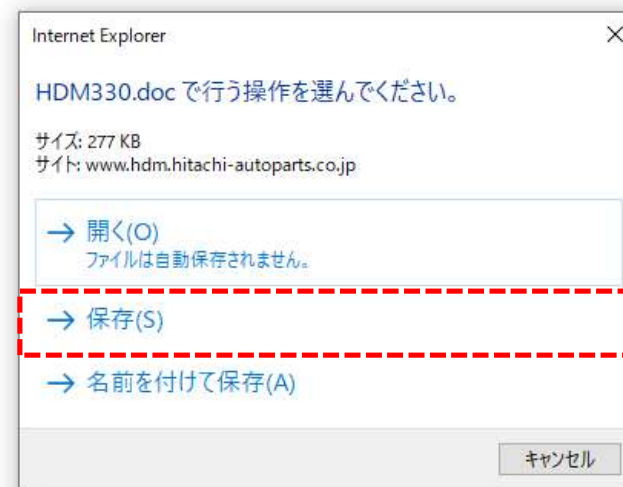 Internet Explorer
HDM330.doc で行う操作を選んでください。
サイズ: 277 KB
サイト: www.hdm.hitachi-autoparts.co.jp
→ 開く(O)
ファイルは自動保存されません。
→ 保存(S)
→ 名前を付けて保存(A)
キャンセル